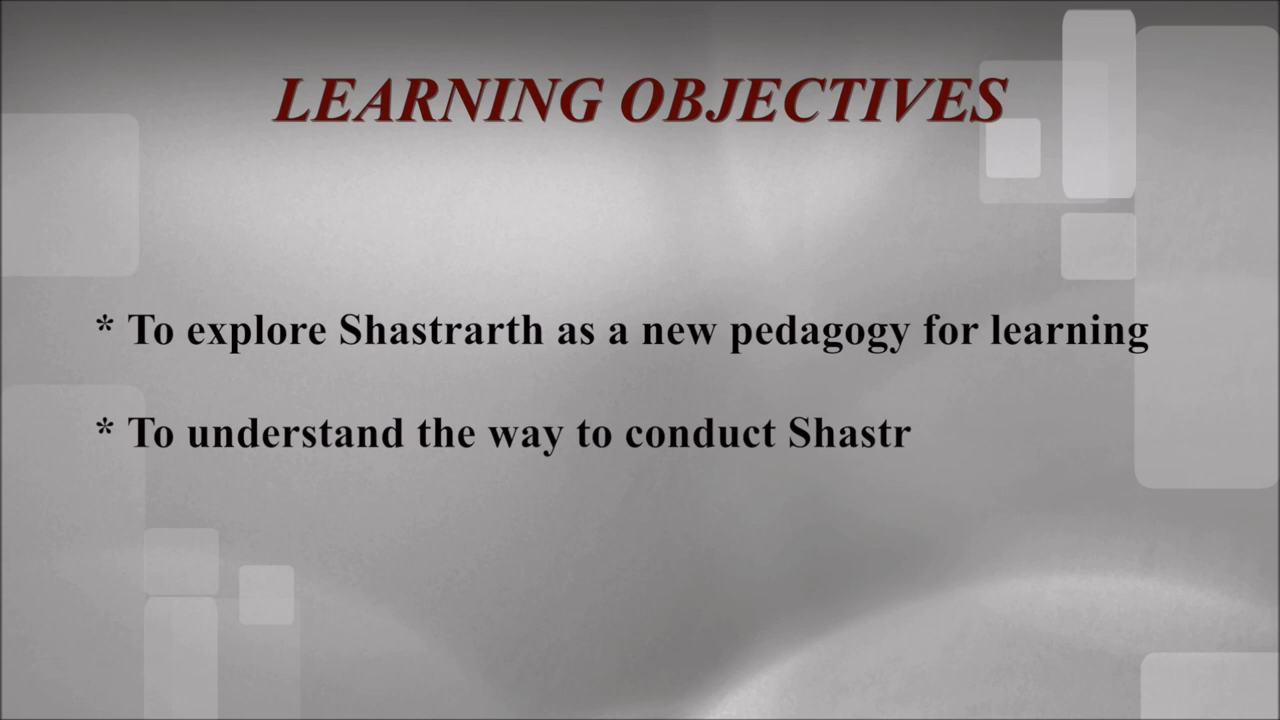 LEARNING OBJECTIVES
* To explore Shastrarth as a new pedagogy for learning
* To understand the way to conduct Shastr